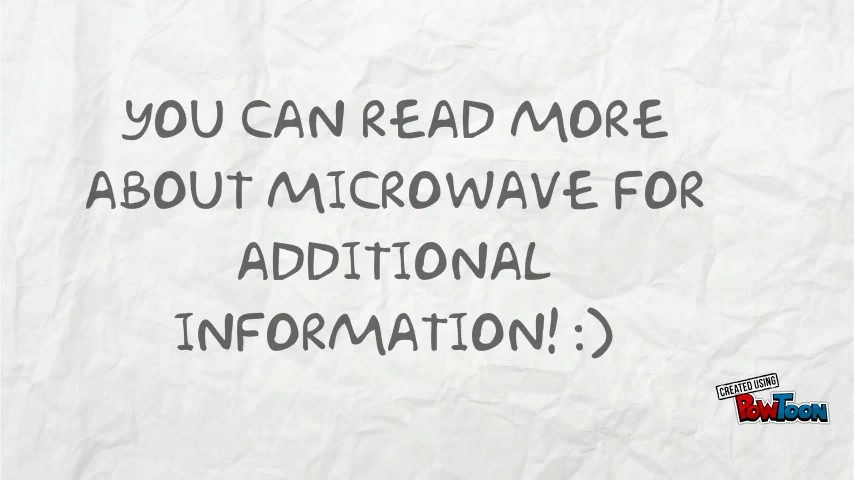 YOU CAN READ MORE
ABOUT MICROWAVE FOR
ADDITIONAL
INFORMATION! :)
CREATED USING
POWTOON